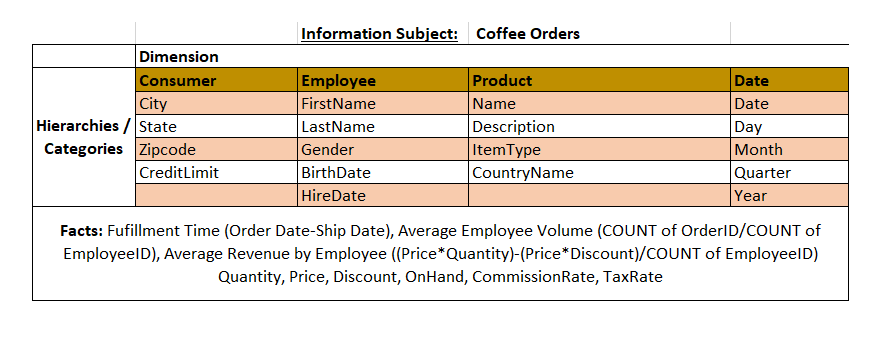 Information Subject: Coffee Orders
Dimension
Consumer Employee Product Date
City FirstName Name Date
Hierarchies / State LastName Description Day
Categories Zipcode Gender ItemType Month
CreditLimit BirthDate CountryName Quarter
HireDate Year
Facts: Fufillment Time (Order Date-Ship Date), Average Employee Volume (COUNT of OrderID/COUNT of
EmployeeID), Average Revenue by Employee ((Price*Quantity)-(Price*Discount)/COUNT of EmployeeID)
Quantity, Price, Discount, OnHand, CommissionRate, TaxRate